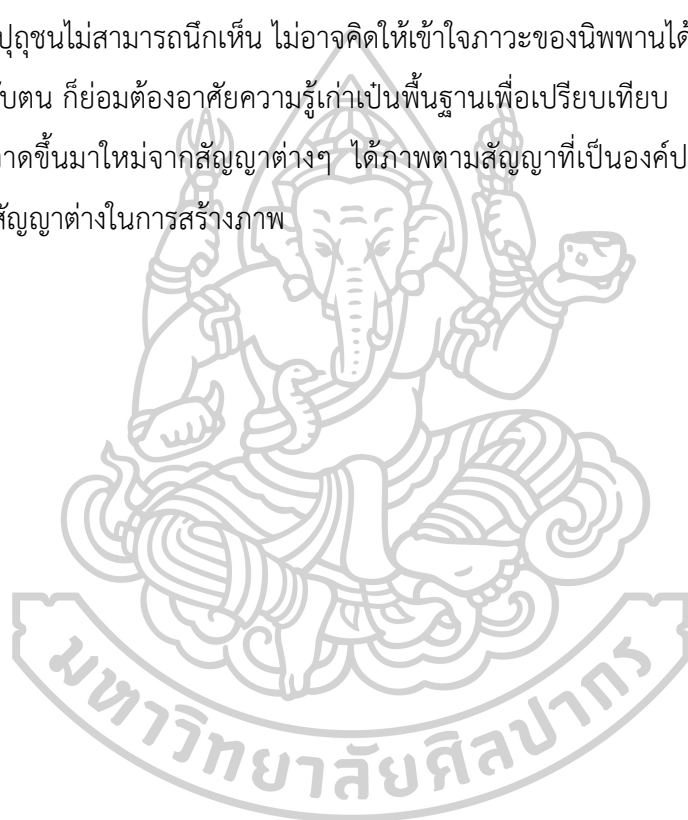 ปุถุชนไม่สามารถนึกเห็น ไม่อาจคิดให้เข้าใจภาวะของนิพพานได้
ับตน ก็ย่อมต้องอาศัยความรู้เก่าเป็นพื้นฐานเพื่อเปรียบเทียบ
าดขึ้นมาใหม่จากสัญญาต่างๆ ได้ภาพตามสัญญาที่เป็นองค์ป
สัญญาต่างในการสร้างภาพ
มหาวิทยาลัยศิลปากร